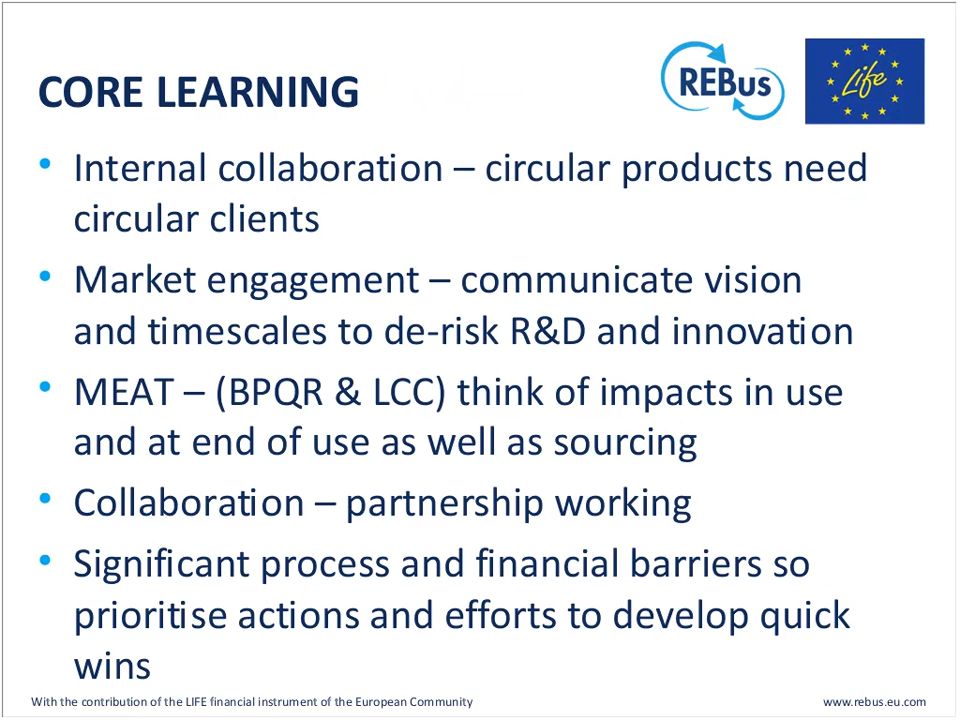 CORE LEARNING
REBus
Life
• Internal collaboration – circular products need
circular clients
• Market engagement – communicate vision
and timescales to de-risk R&D and innovation
• MEAT – (BPQR & LCC) think of impacts in use
and at end of use as well as sourcing
• Collaboration – partnership working
• Significant process and financial barriers so
prioritise actions and efforts to develop quick
wins
With the contribution of the LIFE financial instrument of the European Community
www.rebus.eu.com